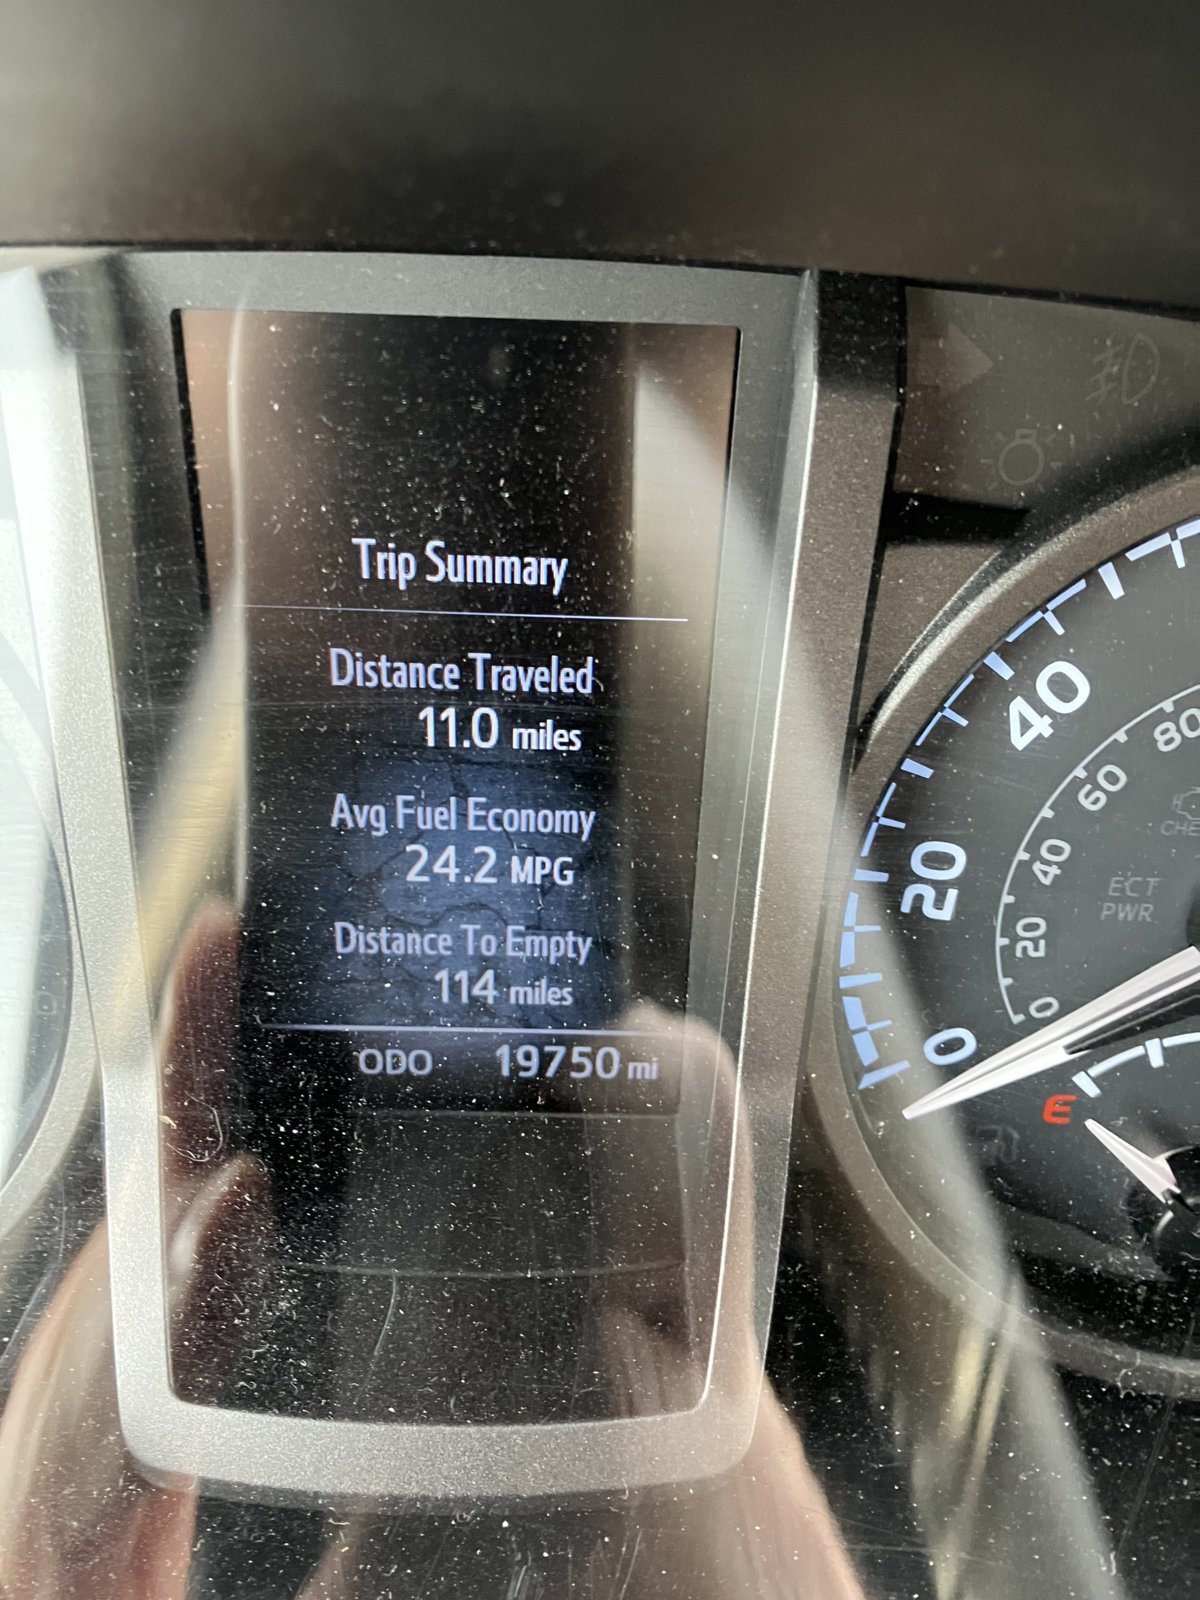 Trip Summary
Distance Traveled
11.0 miles
Avg Fuel Economy
24.2 MPG
Distance To Empty
114 miles
ODO 19750 mi
40
20
0
80
60
40
20
0
ECT
PWR
E